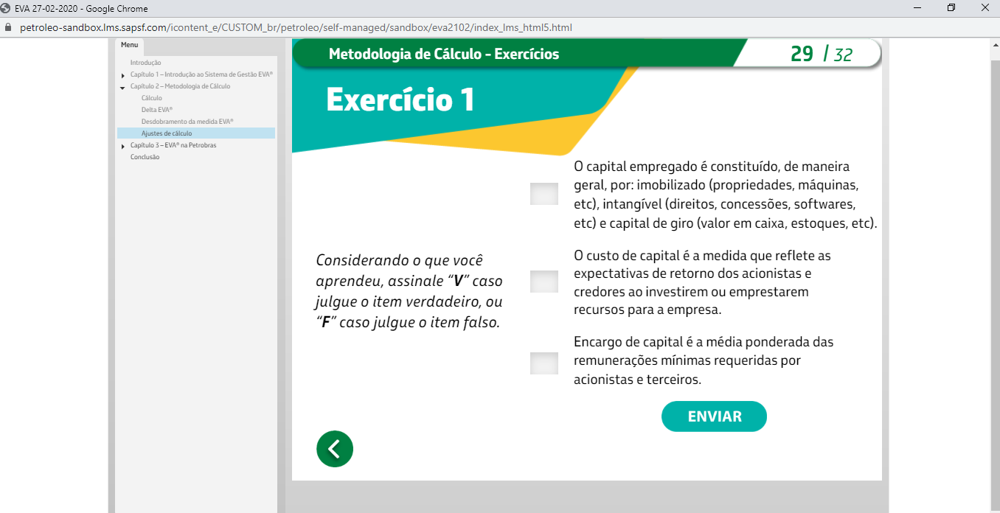 EVA 27-02-2020 - Google Chrome
petroleo-sandbox.lms.sapsf.com/icontent_e/CUSTOM_br/petroleo/self-managed/sandbox/eva2102/index_lms_html5.html
Menu
Introdução
Capítulo 1 – Introdução ao Sistema de Gestão EVA®
Capítulo 2 – Metodologia de Cálculo
Cálculo
Delta EVA®
Desdobramento da medida EVA®
Ajustes de cálculo
Capítulo 3 – EVA® na Petrobras
Conclusão
Metodologia de Cálculo - Exercícios
29 / 32
Exercício 1
Considerando o que você
aprendeu, assinale “V” caso
julgue o item verdadeiro, ou
“F” caso julgue o item falso.
O capital empregado é constituído, de maneira
geral, por: imobilizado (propriedades, máquinas,
etc), intangível (direitos, concessões, softwares,
etc) e capital de giro (valor em caixa, estoques, etc).
O custo de capital é a medida que reflete as
expectativas de retorno dos acionistas e
credores ao investirem ou emprestarem
recursos para a empresa.
Encargo de capital é a média ponderada das
remunerações mínimas requeridas por
acionistas e terceiros.
ENVIAR